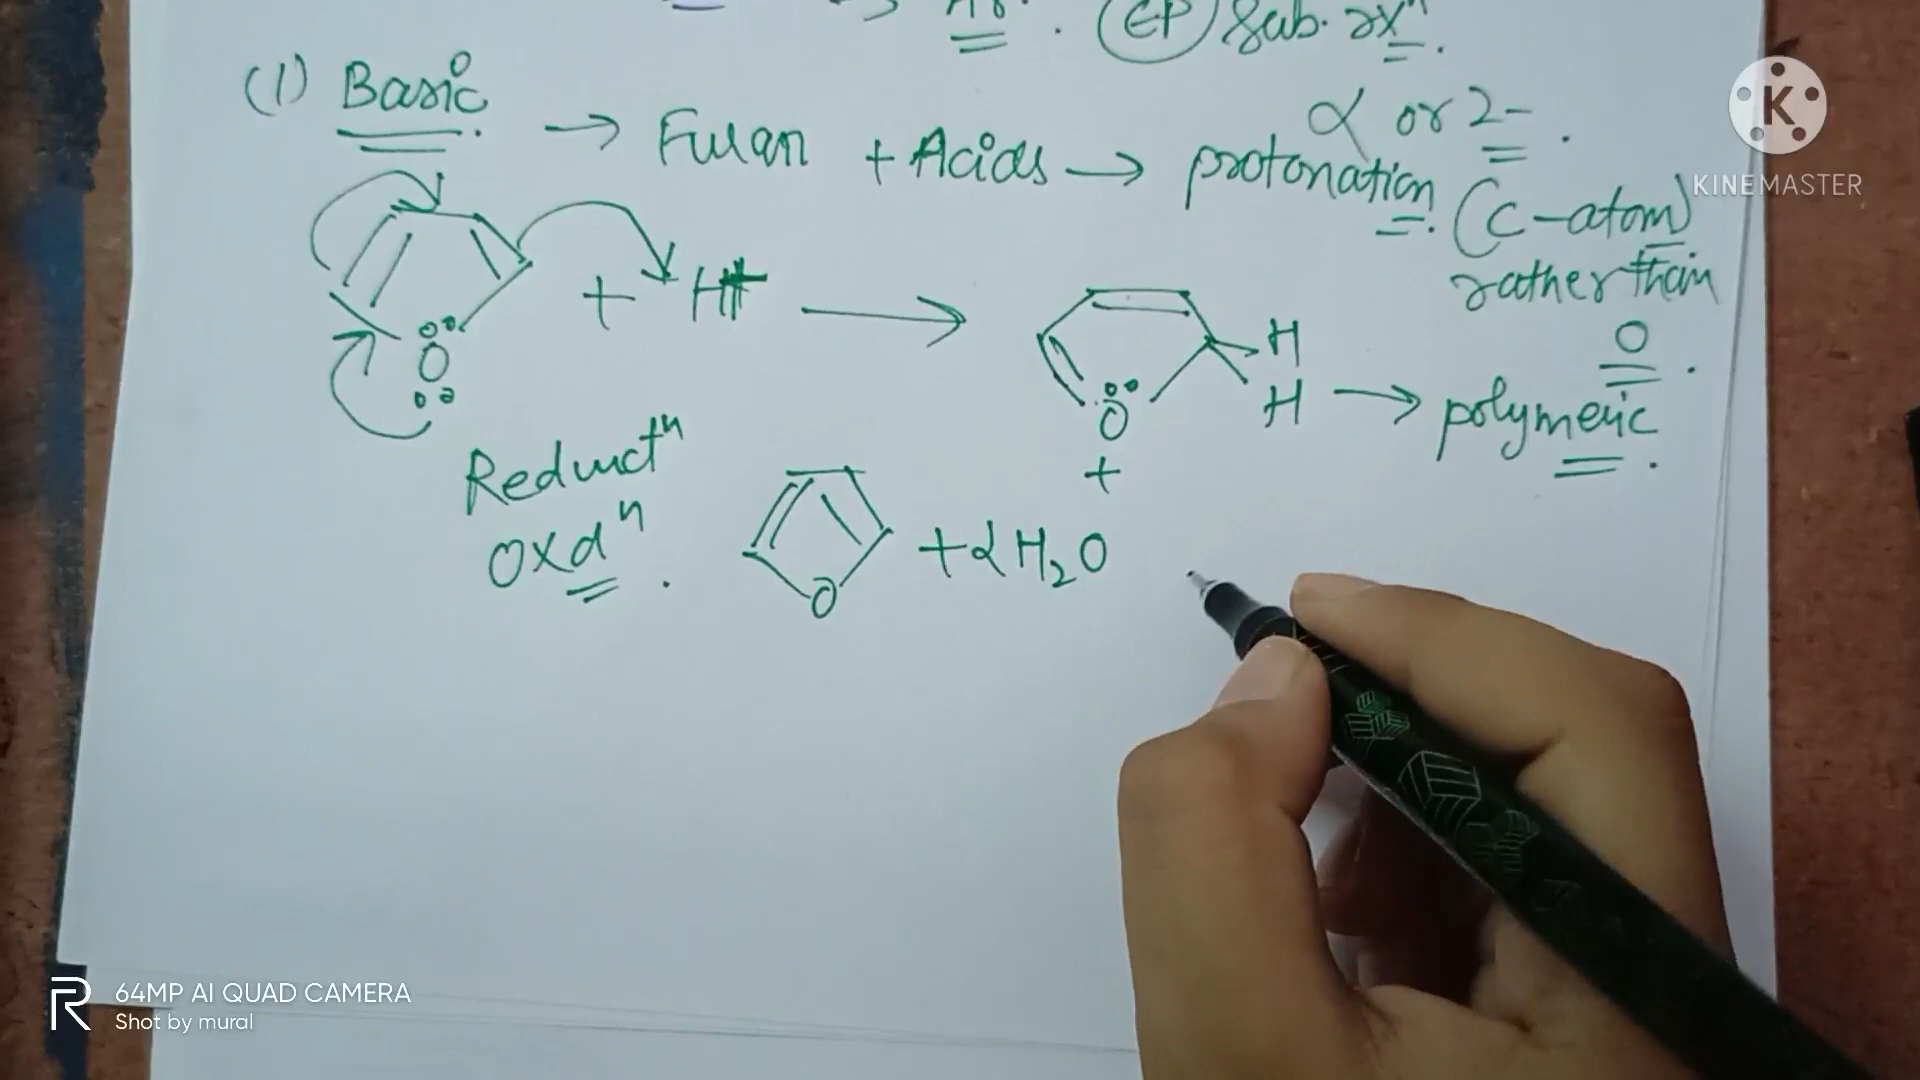 (EP) Sub. rxⁿ.
(1) Basic → Furan + Acids → protonation α or 2-.
(C-atom)
rather than
O.
+ H+ →
O
H
H
O
+
→ polymeric.
Reductⁿ
Oxdⁿ.
O
+ 2H₂O
KINEMASTER
64MP AI QUAD CAMERA
Shot by mural